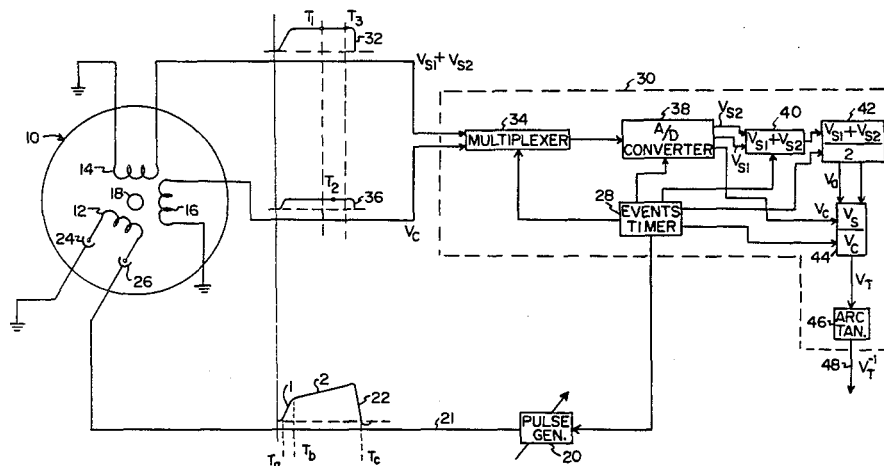 T1 T3
32
VS1 + VS2
30
10
34
MULTIPLEXER
38
A/D
CONVERTER
VS2
VS1
40
VS1 + VS2
42
VS1 + VS2
2
14
18
16
12
24
26
T2
36
VC
28
EVENTS
TIMER
Va
VC
VS
VC
44
VT
46
ARC
TAN.
48
VT-1
1
2
22
21
Ta Tb Tc
PULSE
GEN.
20